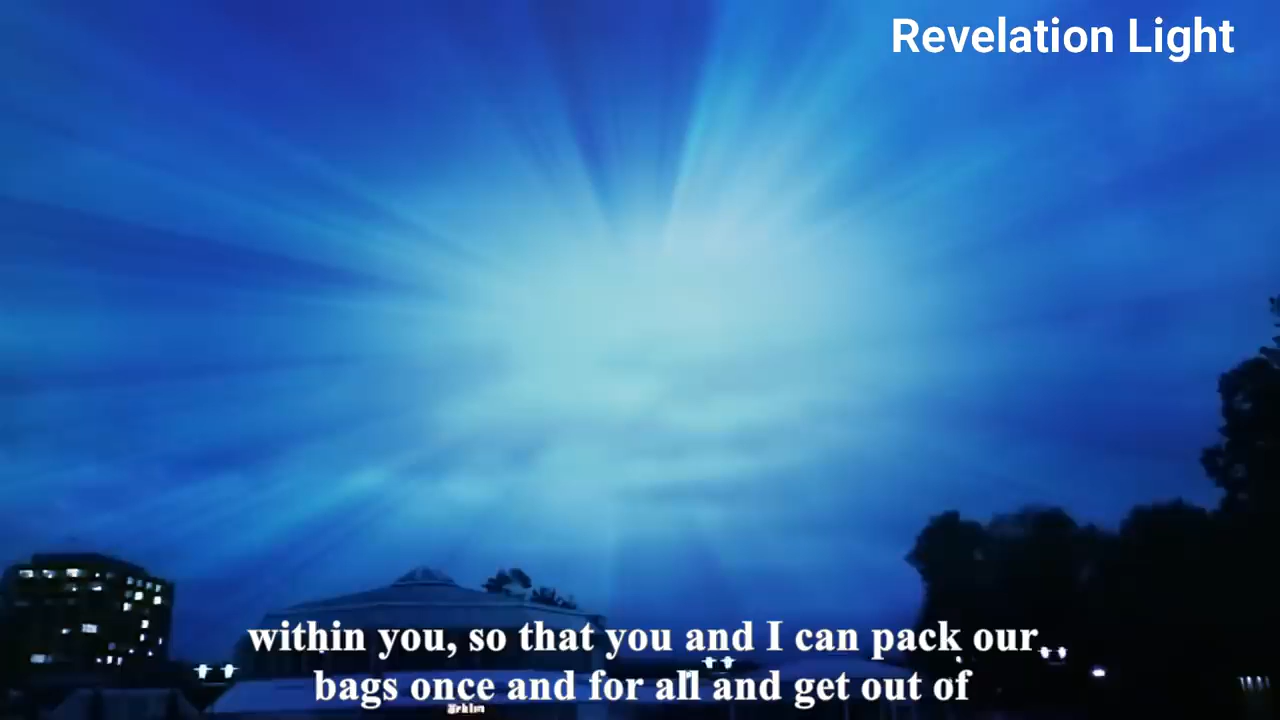 Revelation Light
within you, so that you and I can pack our
bags once and for all and get out of